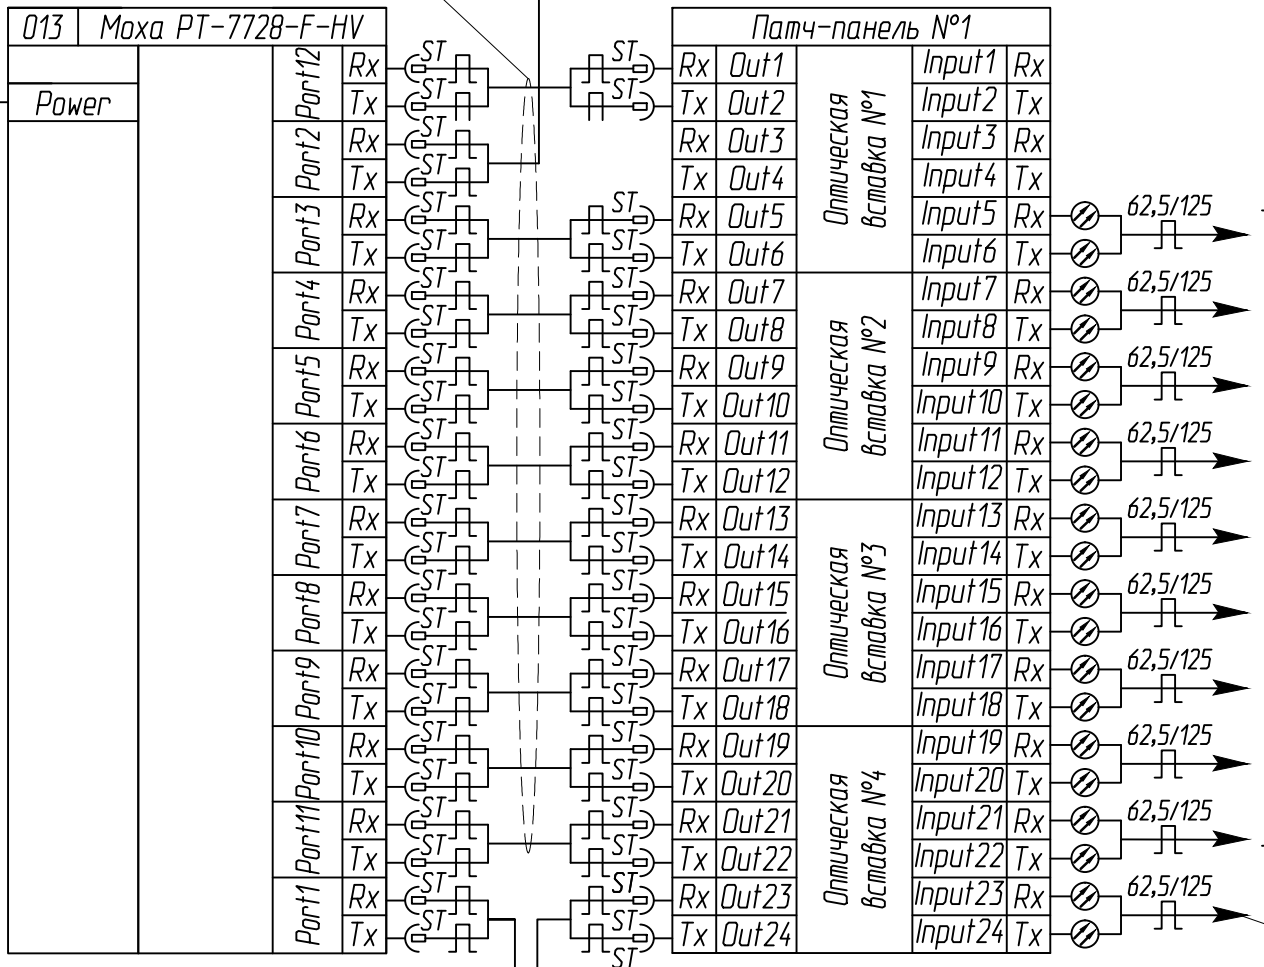 013 Моха PT-7728-F-HV
Power
Port12 Rx ST
Tx ST
Port2 Rx ST
Tx ST
Port3 Rx ST
Tx ST
Port4 Rx ST
Tx ST
Port5 Rx ST
Tx ST
Port6 Rx ST
Tx ST
Port7 Rx ST
Tx ST
Port8 Rx ST
Tx ST
Port9 Rx ST
Tx ST
Port10 Rx ST
Tx ST
Port11 Rx ST
Tx ST
Port1 Rx ST
Tx ST
Патч-панель №1
ST Rx Out1 Input1 Rx
ST Tx Out2 Input2 Tx
Rx Out3 Input3 Rx
Tx Out4 Input4 Tx
ST Rx Out5 Input5 Rx 62,5/125
ST Tx Out6 Input6 Tx
Оптическая
вставка №1
ST Rx Out7 Input7 Rx 62,5/125
ST Tx Out8 Input8 Tx
ST Rx Out9 Input9 Rx 62,5/125
ST Tx Out10 Input10 Tx
ST Rx Out11 Input11 Rx 62,5/125
ST Tx Out12 Input12 Tx
Оптическая
вставка №2
ST Rx Out13 Input13 Rx 62,5/125
ST Tx Out14 Input14 Tx
ST Rx Out15 Input15 Rx 62,5/125
ST Tx Out16 Input16 Tx
ST Rx Out17 Input17 Rx 62,5/125
ST Tx Out18 Input18 Tx
Оптическая
вставка №3
ST Rx Out19 Input19 Rx 62,5/125
ST Tx Out20 Input20 Tx
ST Rx Out21 Input21 Rx 62,5/125
ST Tx Out22 Input22 Tx
ST Rx Out23 Input23 Rx 62,5/125
ST Tx Out24 Input24 Tx
Оптическая
вставка №4